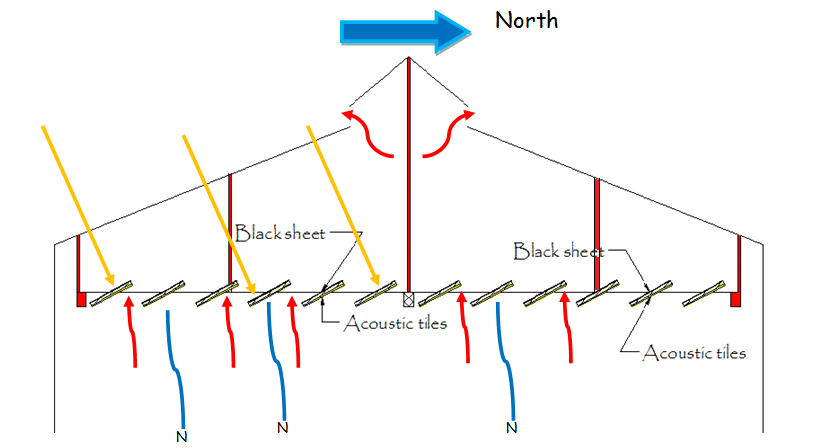 North
Black sheet
Black sheet
Acoustic tiles
Acoustic tiles
N
N
N